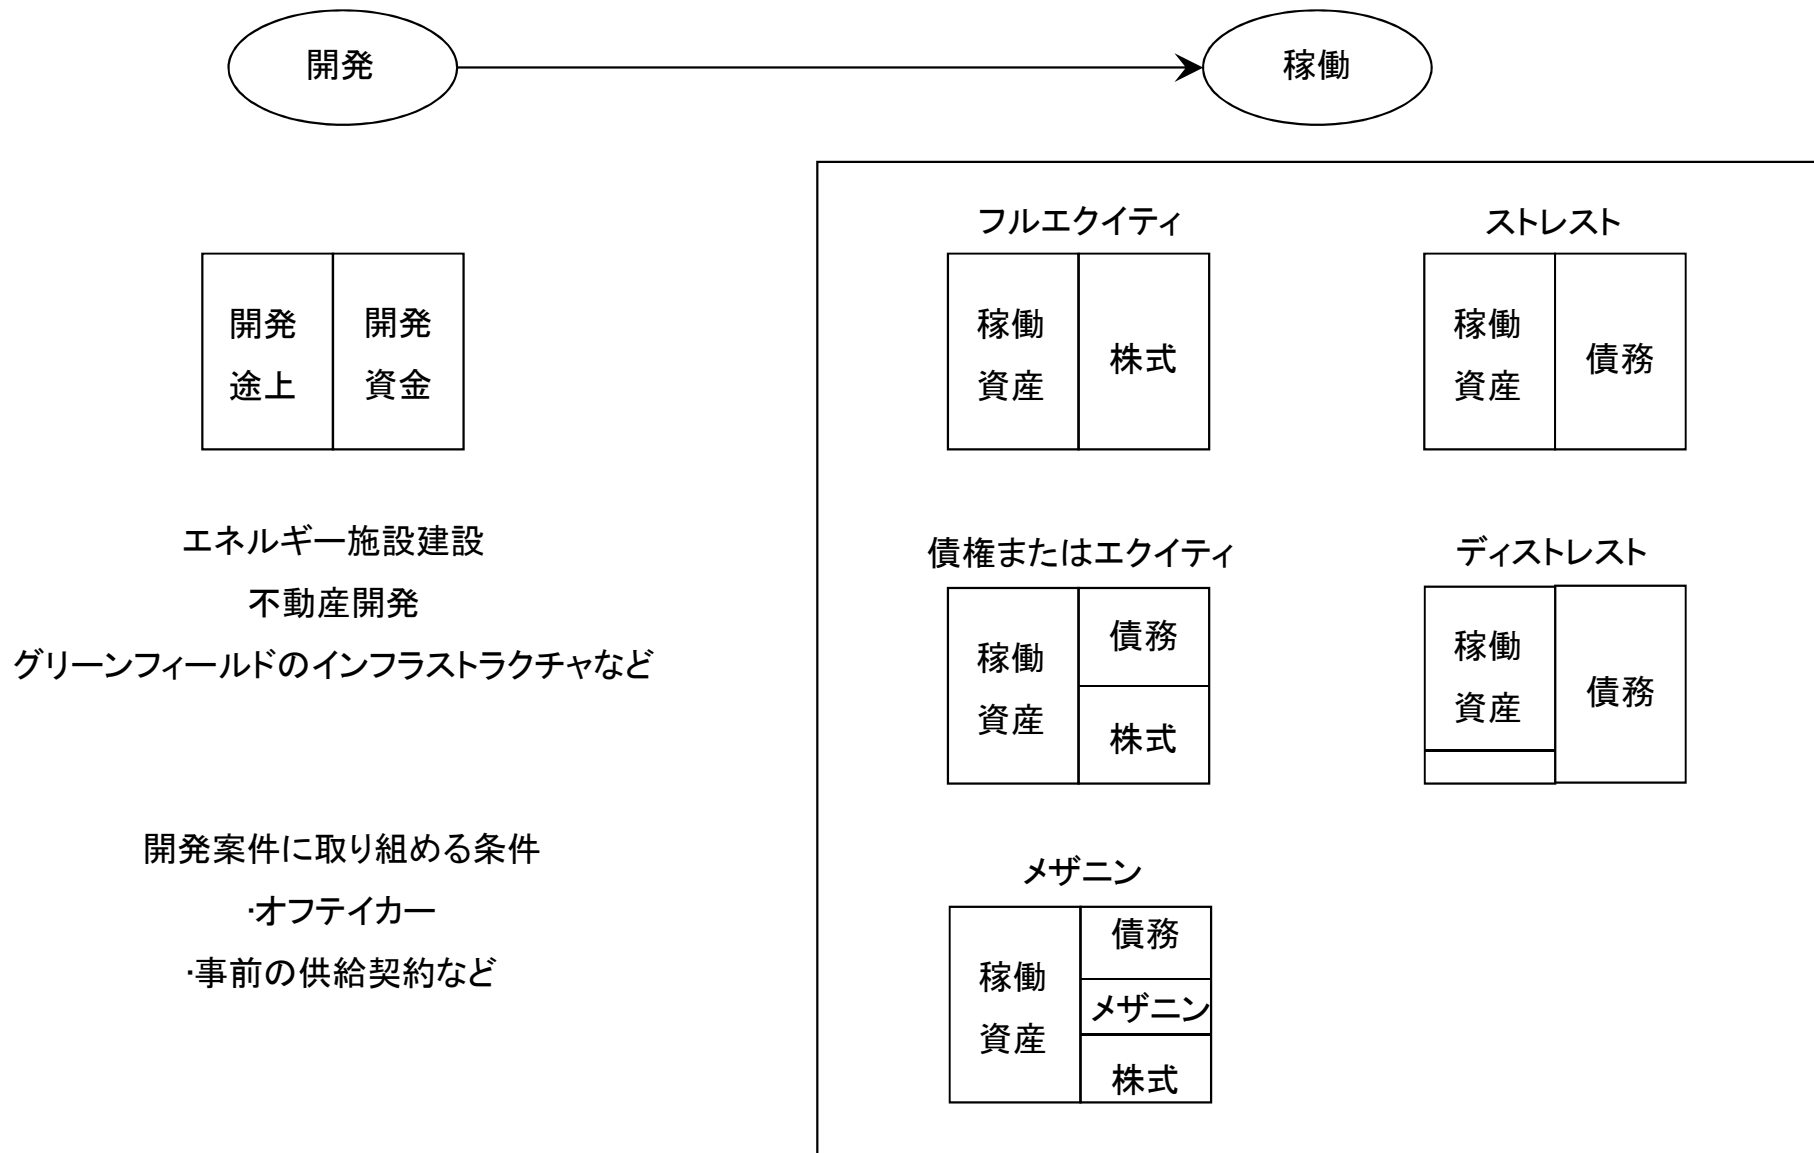 開発
稼働
開発
途上
開発
資金
エネルギー施設建設
不動産開発
グリーンフィールドのインフラストラクチャなど
開発案件に取り組める条件
・オフテイカー
・事前の供給契約など
フルエクイティ
稼働
資産
株式
ストレスト
稼働
資産
債務
債権またはエクイティ
稼働
資産
債務
株式
ディストレスト
稼働
資産
債務
メザニン
稼働
資産
債務
メザニン
株式